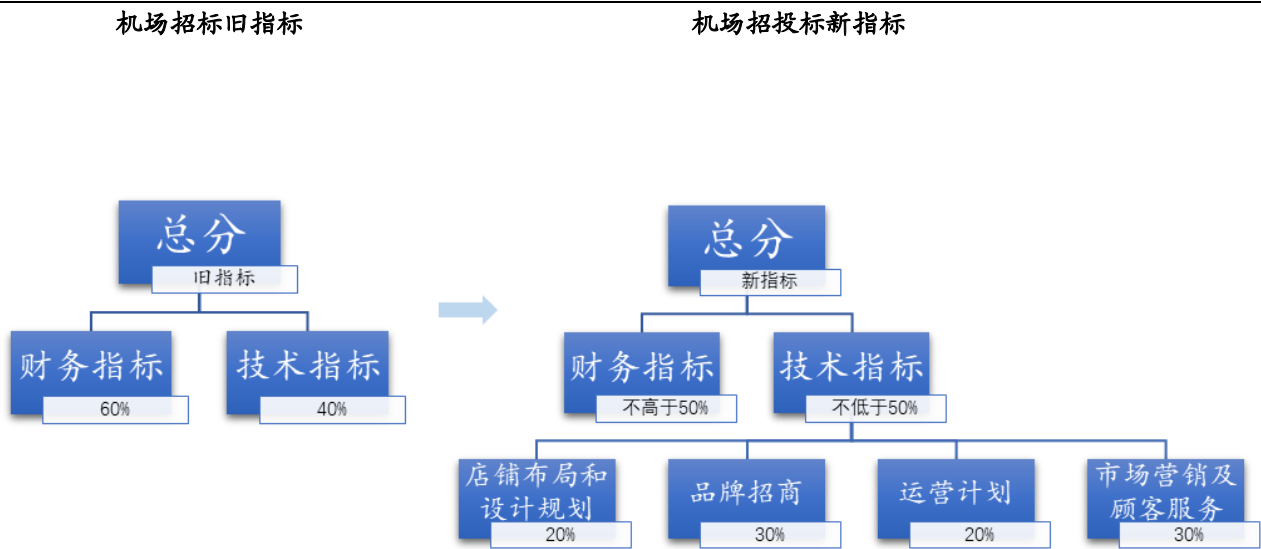 机场招标旧指标
机场招投标新指标
总分
旧指标
财务指标
60%
技术指标
40%
总分
新指标
财务指标
不高于50%
技术指标
不低于50%
店铺布局和
设计规划
20%
品牌招商
30%
运营计划
20%
市场营销及
顾客服务
30%